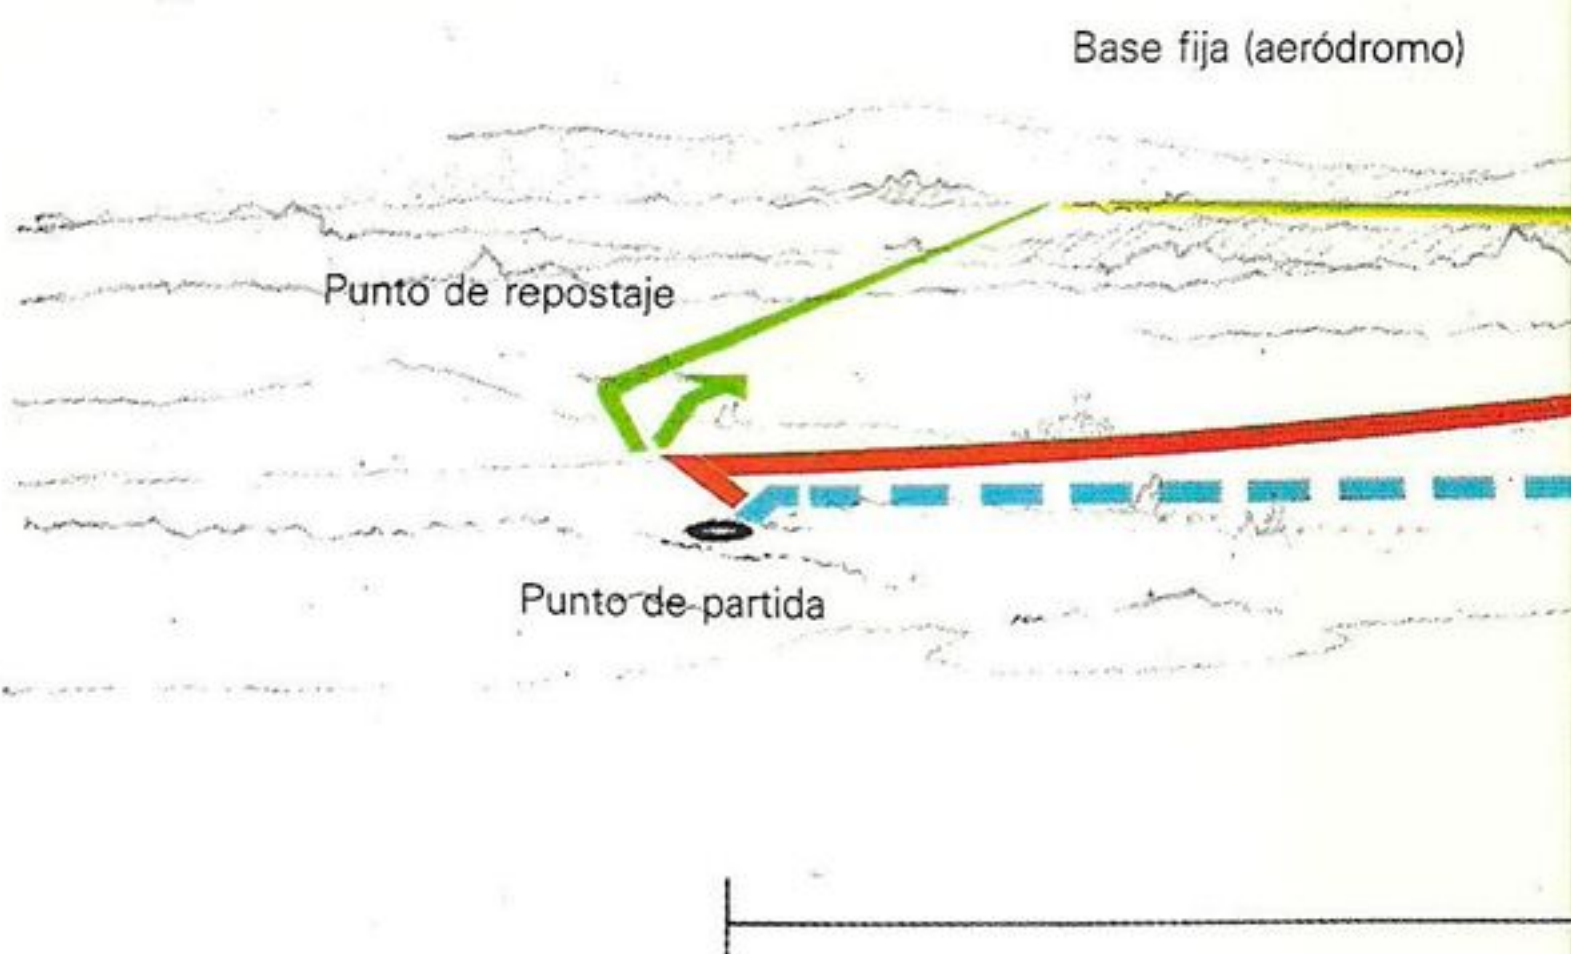 Base fija (aeródromo)
Punto de repostaje
Punto de partida